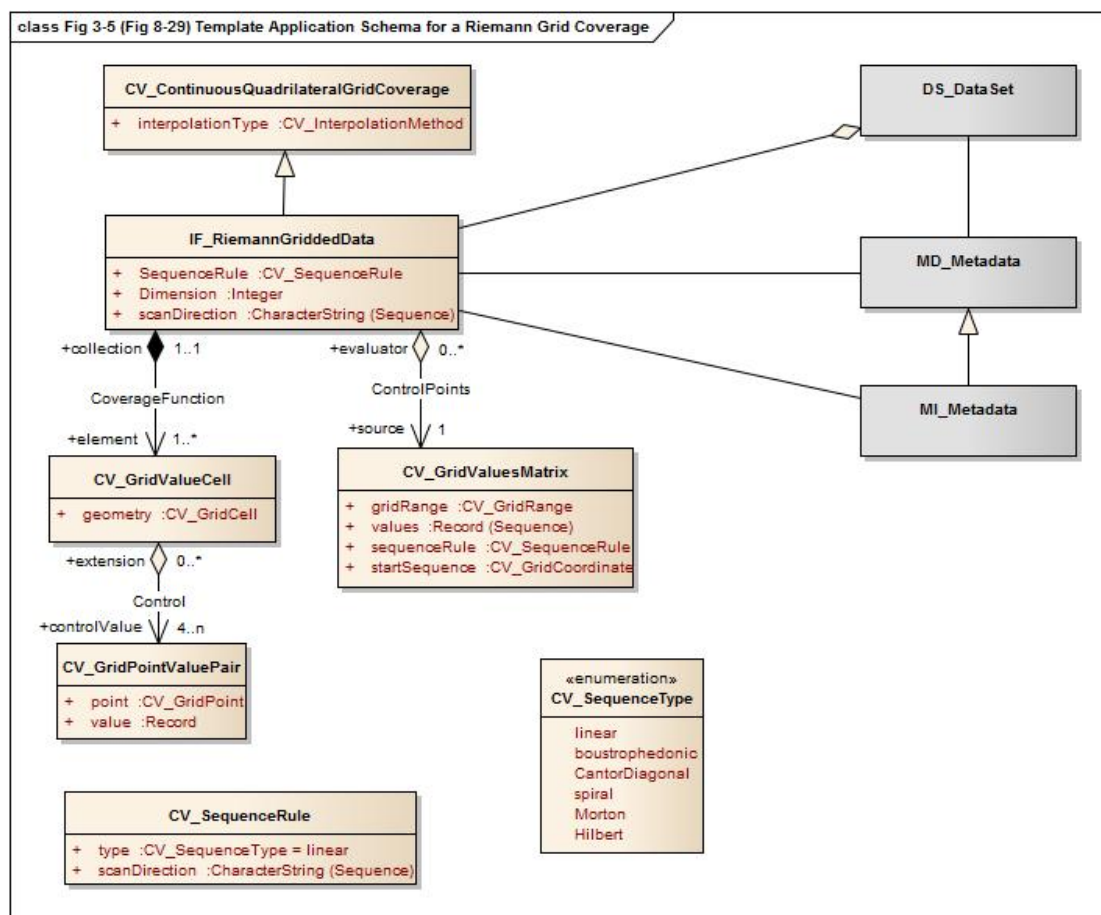 class Fig 3-5 (Fig 8-29) Template Application Schema for a Riemann Grid Coverage
CV_ContinuousQuadrilateralGridCoverage
+ interpolationType :CV_InterpolationMethod
DS_DataSet
IF_RiemannGriddedData
+ SequenceRule :CV_SequenceRule
+ Dimension :Integer
+ scanDirection :CharacterString (Sequence)
MD_Metadata
MI_Metadata
+collection 1..1
CoverageFunction
+element 1..*
+evaluator 0..*
ControlPoints
+source 1
CV_GridValueCell
+ geometry :CV_GridCell
CV_GridValuesMatrix
+ gridRange :CV_GridRange
+ values :Record (Sequence)
+ sequenceRule :CV_SequenceRule
+ startSequence :CV_GridCoordinate
+extension 0..*
Control
+controlValue 4..n
CV_GridPointValuePair
+ point :CV_GridPoint
+ value :Record
«enumeration»
CV_SequenceType
linear
boustrophedonic
CantorDiagonal
spiral
Morton
Hilbert
CV_SequenceRule
+ type :CV_SequenceType = linear
+ scanDirection :CharacterString (Sequence)